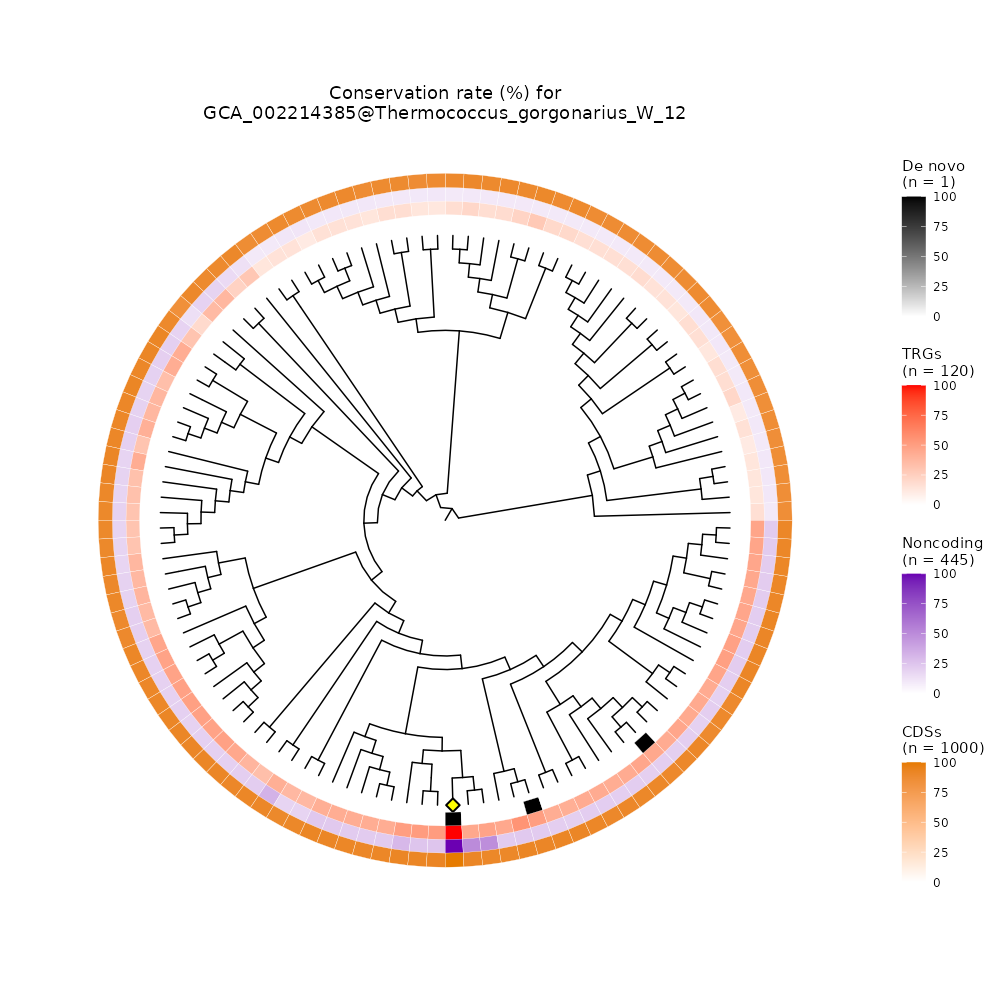 Conservation rate (%) for
GCA_002214385@Thermococcus_gorgonarius_W_12
De novo
(n = 1)
100
75
50
25
0
TRGs
(n = 120)
100
75
50
25
0
Noncoding
(n = 445)
100
75
50
25
0
CDSs
(n = 1000)
100
75
50
25
0